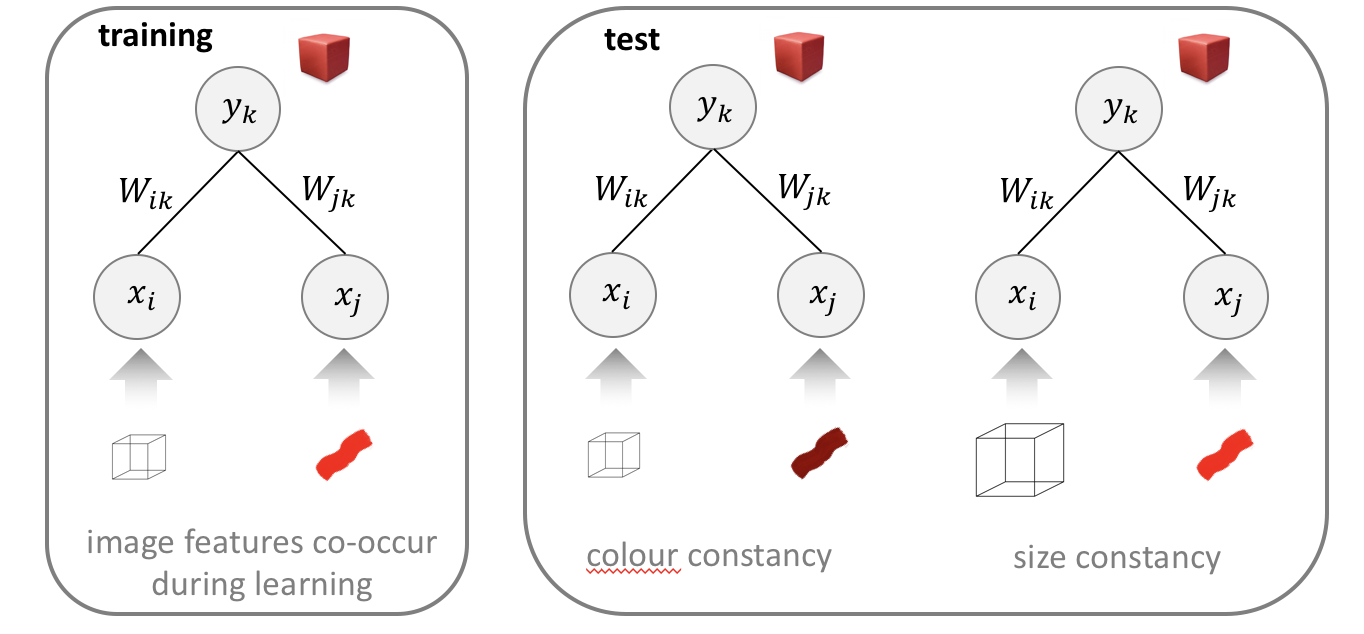 training
y_k
W_ik
W_jk
x_i
x_j
image features co-occur
during learning
test
y_k
W_ik
W_jk
x_i
x_j
colour constancy
y_k
W_ik
W_jk
x_i
x_j
size constancy